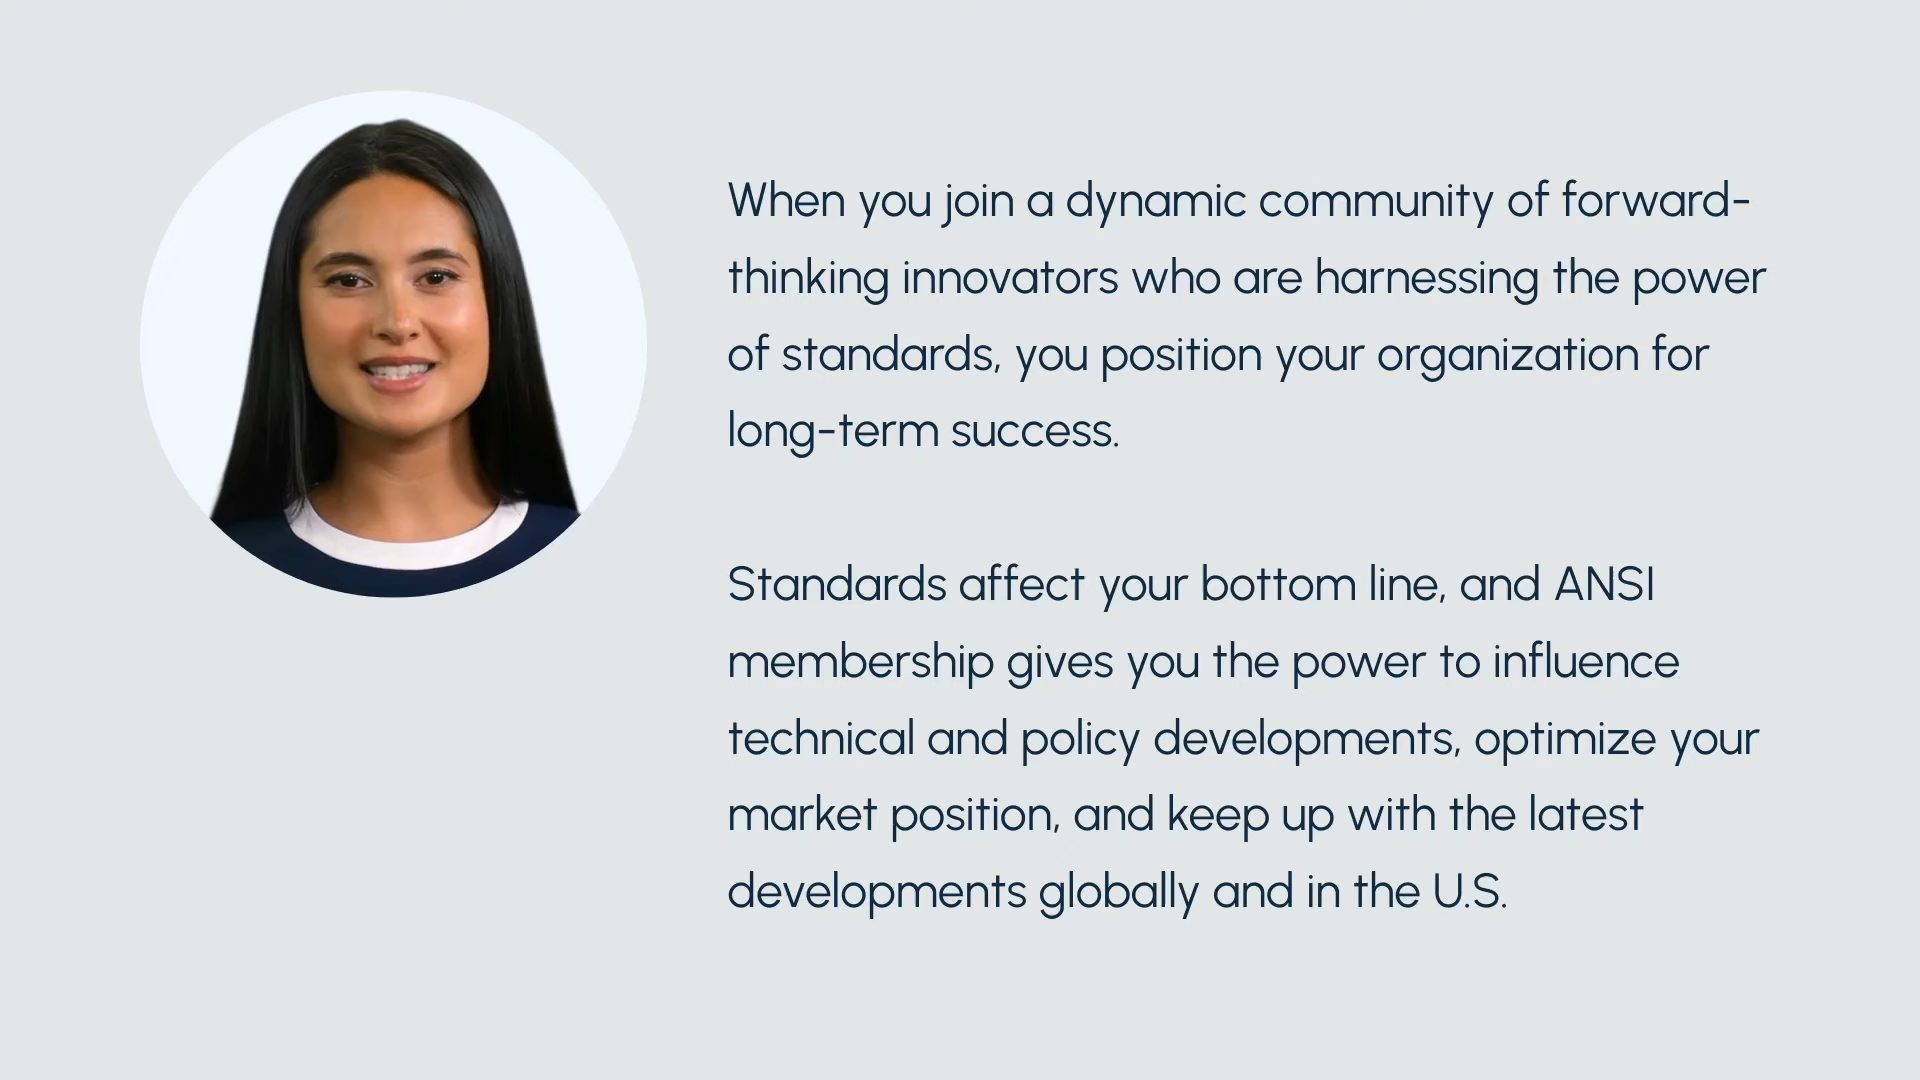 When you join a dynamic community of forward-
thinking innovators who are harnessing the power
of standards, you position your organization for
long-term success.
Standards affect your bottom line, and ANSI
membership gives you the power to influence
technical and policy developments, optimize your
market position, and keep up with the latest
developments globally and in the U.S.